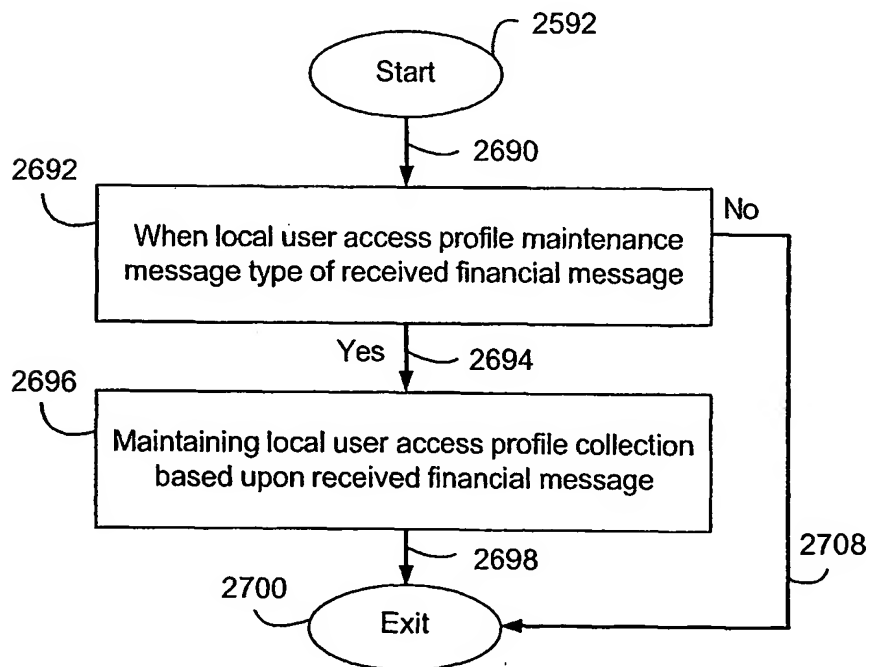 2592
Start
2690
2692
No
When local user access profile maintenance
message type of received financial message
Yes
2694
2696
Maintaining local user access profile collection
based upon received financial message
2698
2708
2700
Exit